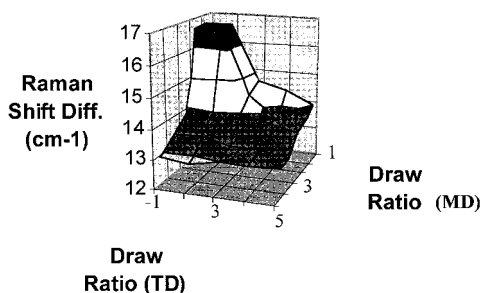 17
16
15
14
13
12
Raman
Shift Diff.
(cm-1)
-1
3
5
1
3
Draw
Ratio (MD)
Draw
Ratio (TD)